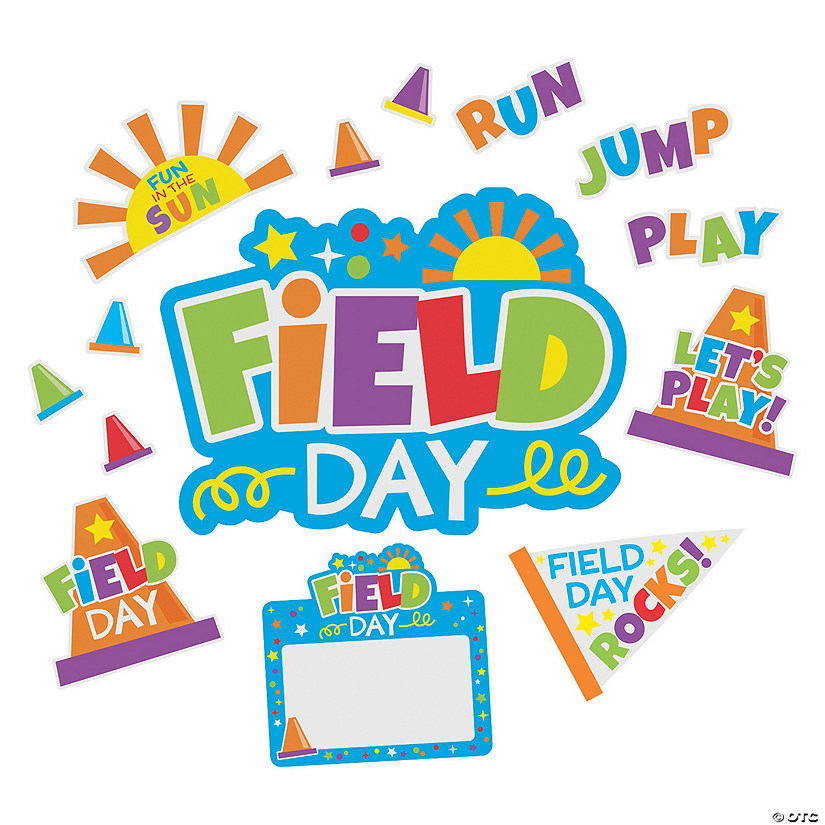 RUN
JUMP
PLAY
FUN
IN THE
SUN
FiELD
DAY
LET'S
PLAY!
FiELD
DAY
FiELD
DAY
FIELD
DAY
ROCKS!
© OTC